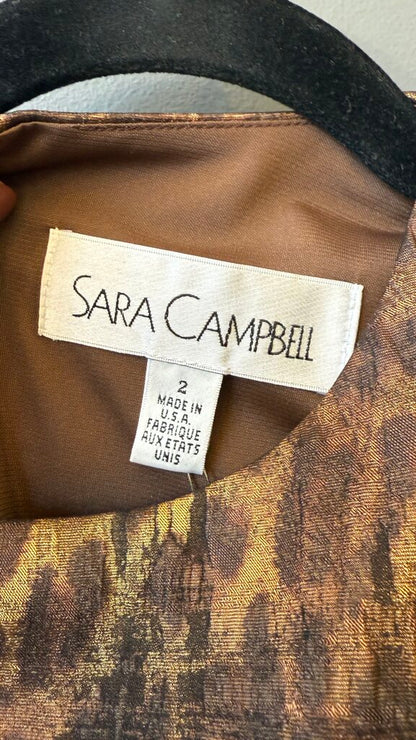 SARA CAMPBELL
2
MADE IN
U.S.A.
FABRIQUE
AUX ETATS
UNIS